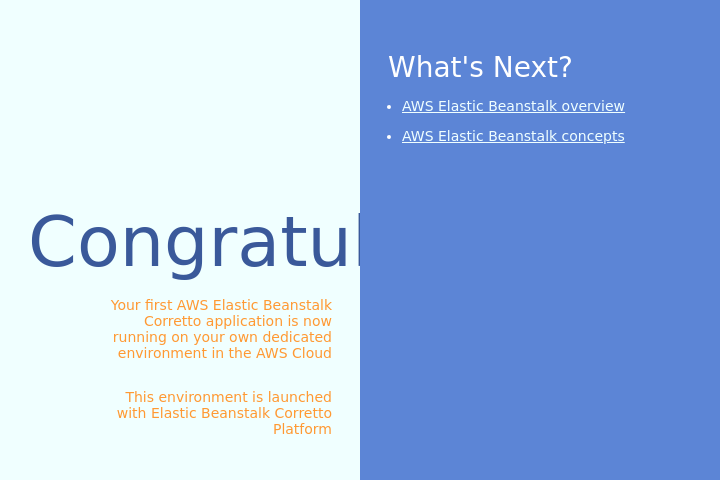 Congratul
Your first AWS Elastic Beanstalk
Corretto application is now
running on your own dedicated
environment in the AWS Cloud
This environment is launched
with Elastic Beanstalk Corretto
Platform
What's Next?
AWS Elastic Beanstalk overview
AWS Elastic Beanstalk concepts